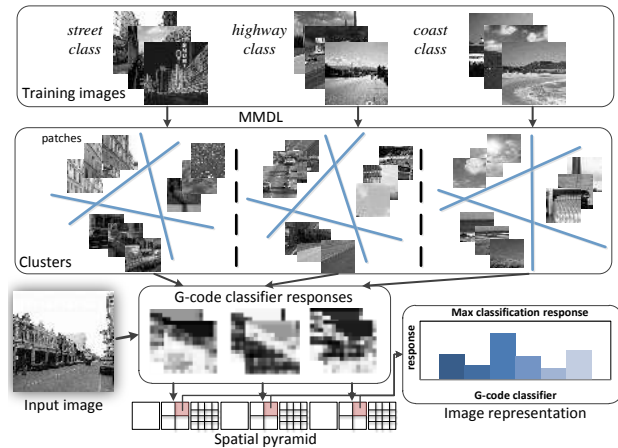 street
class
highway
class
coast
class
Training images
MMDL
patches
Clusters
G-code classifier responses
Input image
Spatial pyramid
Max classification response
response
G-code classifier
Image representation